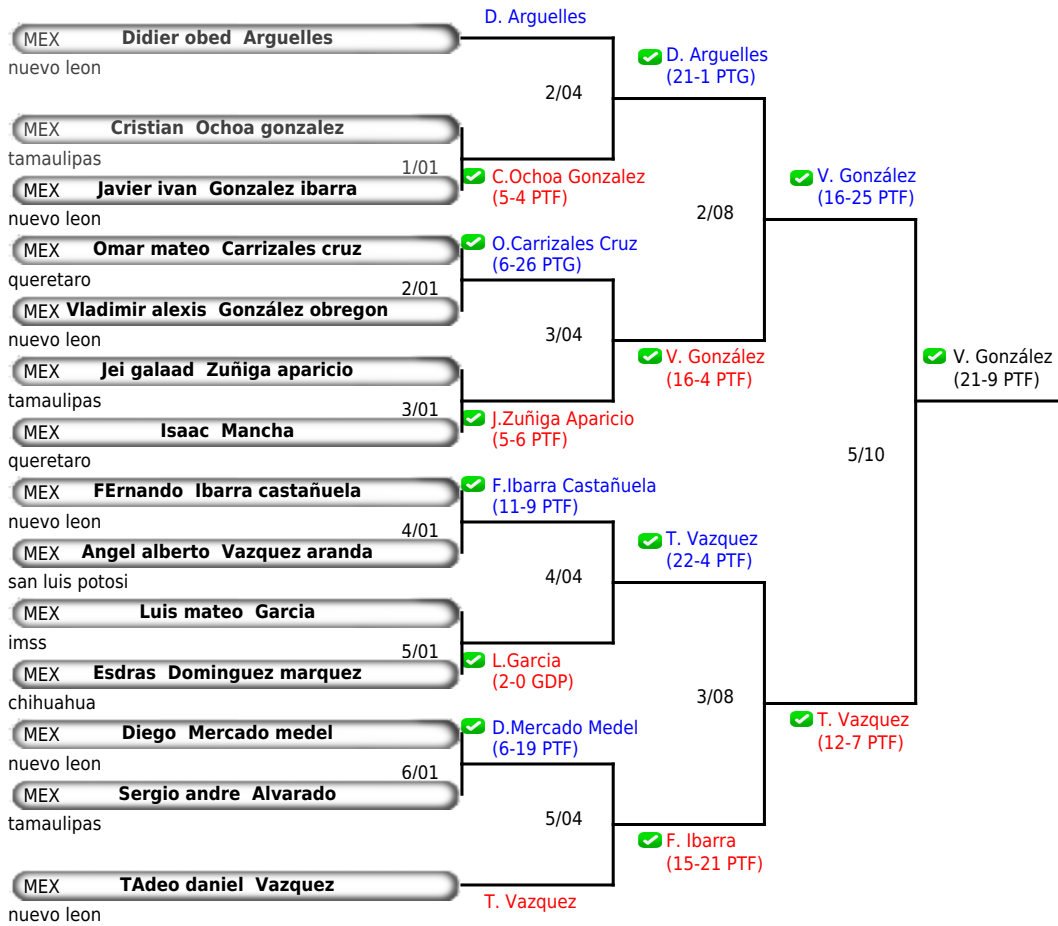 D. Arguelles
MEX Didier obed Arguelles
nuevo leon
D. Arguelles
(21-1 PTG)
2/04
MEX Cristian Ochoa gonzalez
tamaulipas
1/01
C.Ochoa Gonzalez
(5-4 PTF)
MEX Javier ivan Gonzalez ibarra
nuevo leon
V. González
(16-25 PTF)
2/08
MEX Omar mateo Carrizales cruz
queretaro
O.Carrizales Cruz
(6-26 PTG)
2/01
MEX Vladimir alexis González obregon
nuevo leon
3/04
V. González
(16-4 PTF)
V. González
(21-9 PTF)
MEX Jei galaad Zuñiga aparicio
tamaulipas
3/01
J.Zuñiga Aparicio
(5-6 PTF)
MEX Isaac Mancha
queretaro
5/10
MEX FErnando Ibarra castañuela
nuevo leon
F.Ibarra Castañuela
(11-9 PTF)
4/01
MEX Angel alberto Vazquez aranda
san luis potosi
T. Vazquez
(22-4 PTF)
4/04
MEX Luis mateo Garcia
imss
5/01
L.Garcia
(2-0 GDP)
MEX Esdras Dominguez marquez
chihuahua
3/08
T. Vazquez
(12-7 PTF)
MEX Diego Mercado medel
nuevo leon
D.Mercado Medel
(6-19 PTF)
6/01
MEX Sergio andre Alvarado
tamaulipas
5/04
F. Ibarra
(15-21 PTF)
MEX TAdeo daniel Vazquez
nuevo leon
T. Vazquez